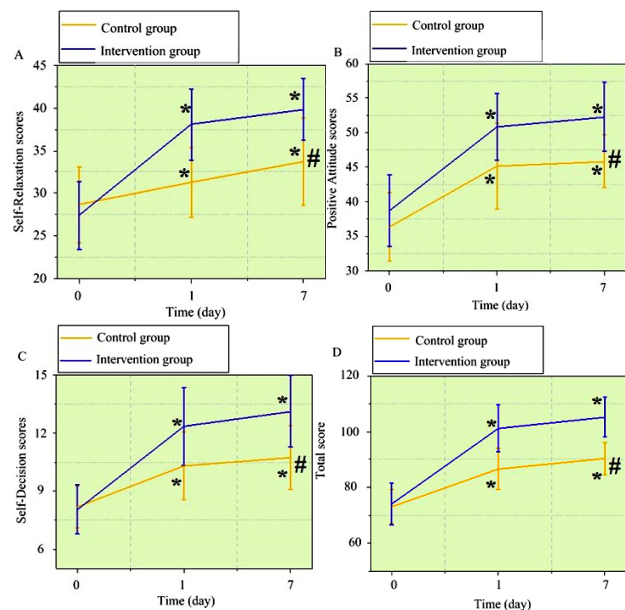 Control group
Intervention group
A
Self-Relaxation scores
45
40
35
30
25
20
*
*
*
*
#
0
1
7
Time (day)
Control group
Intervention group
B
Positive Attitude scores
60
55
50
45
40
35
30
*
*
*
*
#
0
1
7
Time (day)
Control group
Intervention group
C
Self-Decision scores
15
12
9
6
*
*
*
*
#
0
1
7
Time (day)
Control group
Intervention group
D
Total score
120
100
80
60
*
*
*
*
#
0
1
7
Time (day)